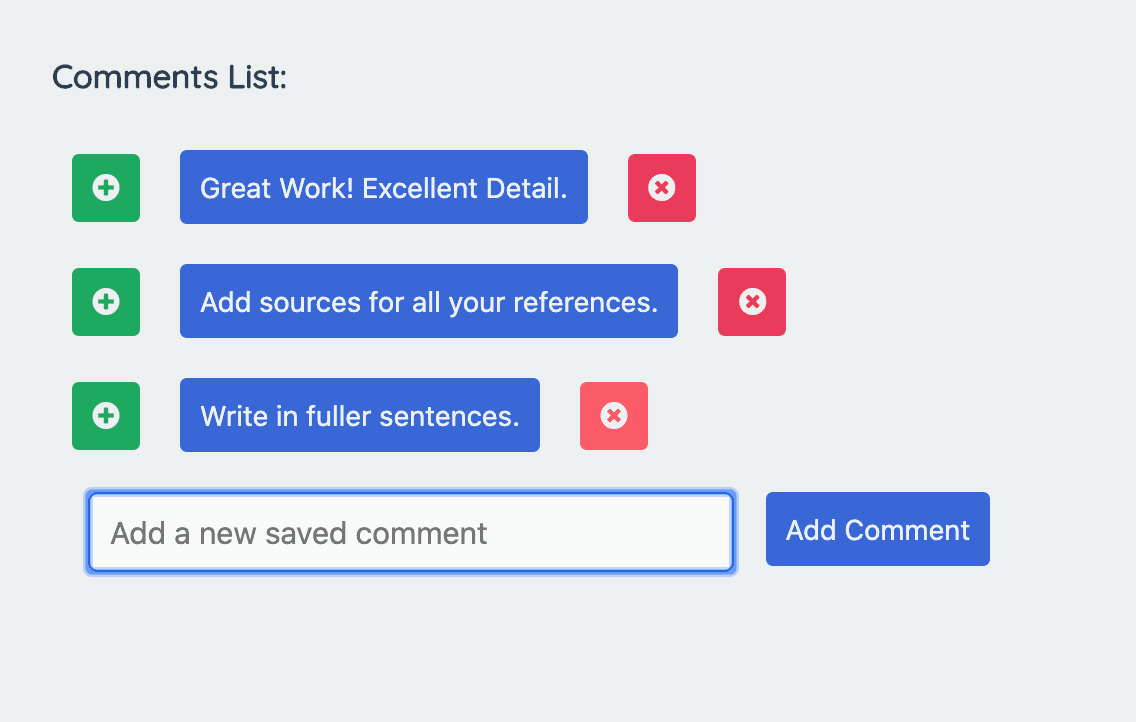 Comments List:
Great Work! Excellent Detail.
Add sources for all your references.
Write in fuller sentences.
Add a new saved comment
Add Comment